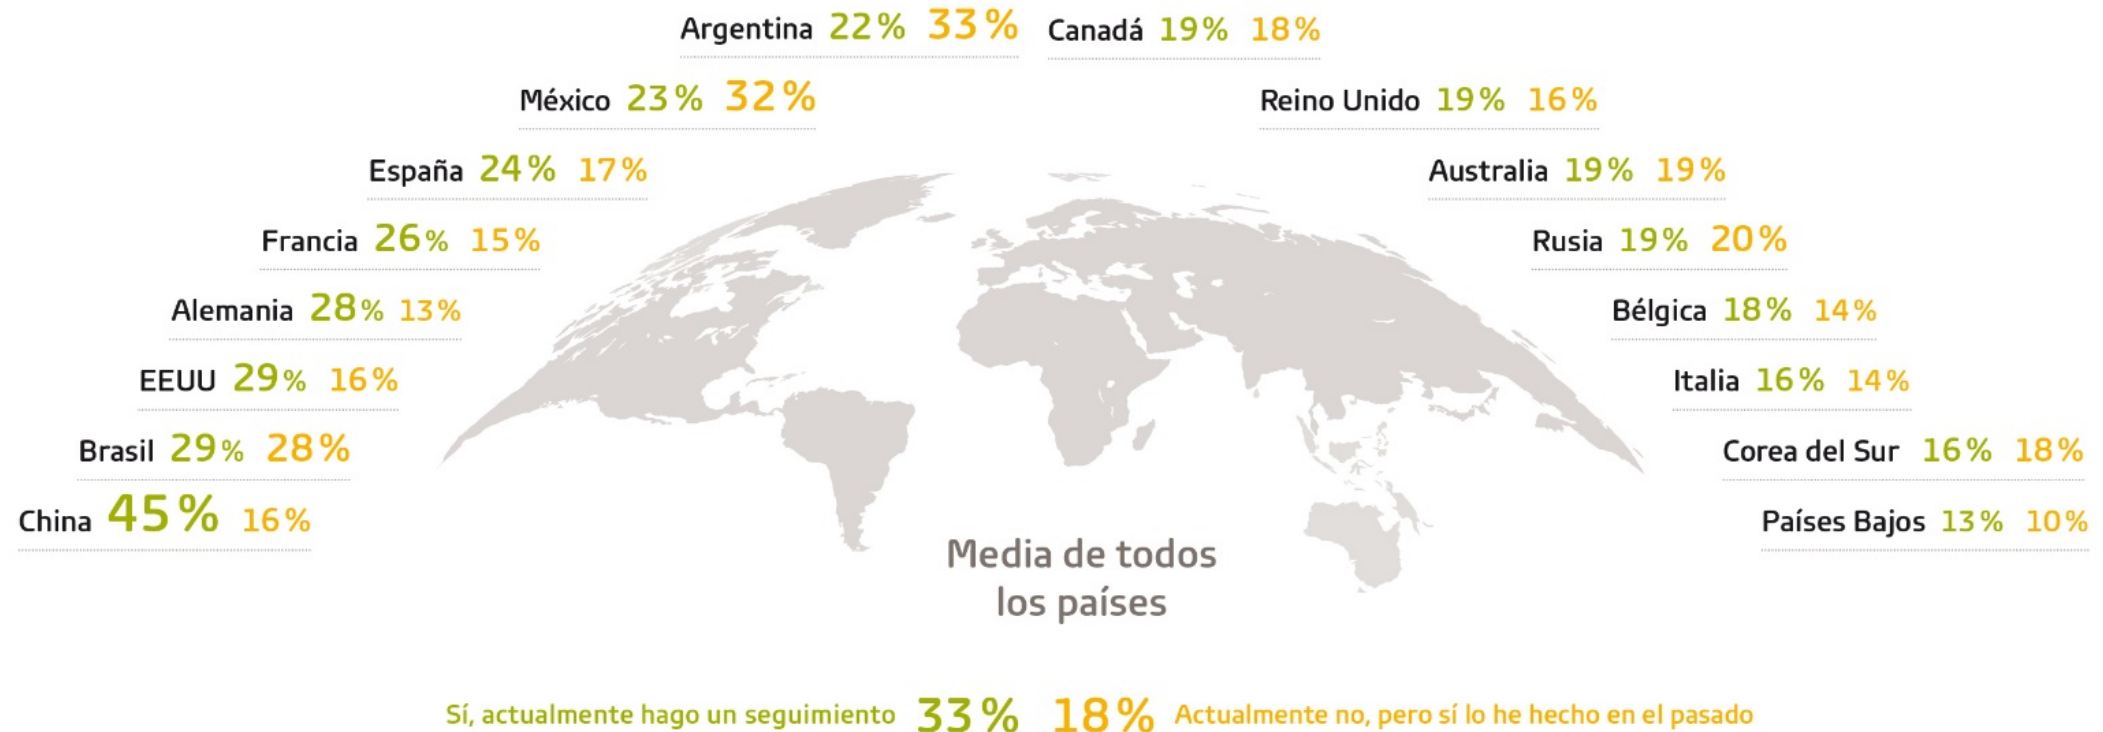 Argentina 22% 33% Canadá 19% 18%
México 23% 32% Reino Unido 19% 16%
España 24% 17% Australia 19% 19%
Francia 26% 15% Rusia 19% 20%
Alemania 28% 13% Bélgica 18% 14%
EEUU 29% 16% Italia 16% 14%
Brasil 29% 28% Corea del Sur 16% 18%
China 45% 16% Países Bajos 13% 10%
Media de todos
los países
Sí, actualmente hago un seguimiento 33% 18% Actualmente no, pero sí lo he hecho en el pasado